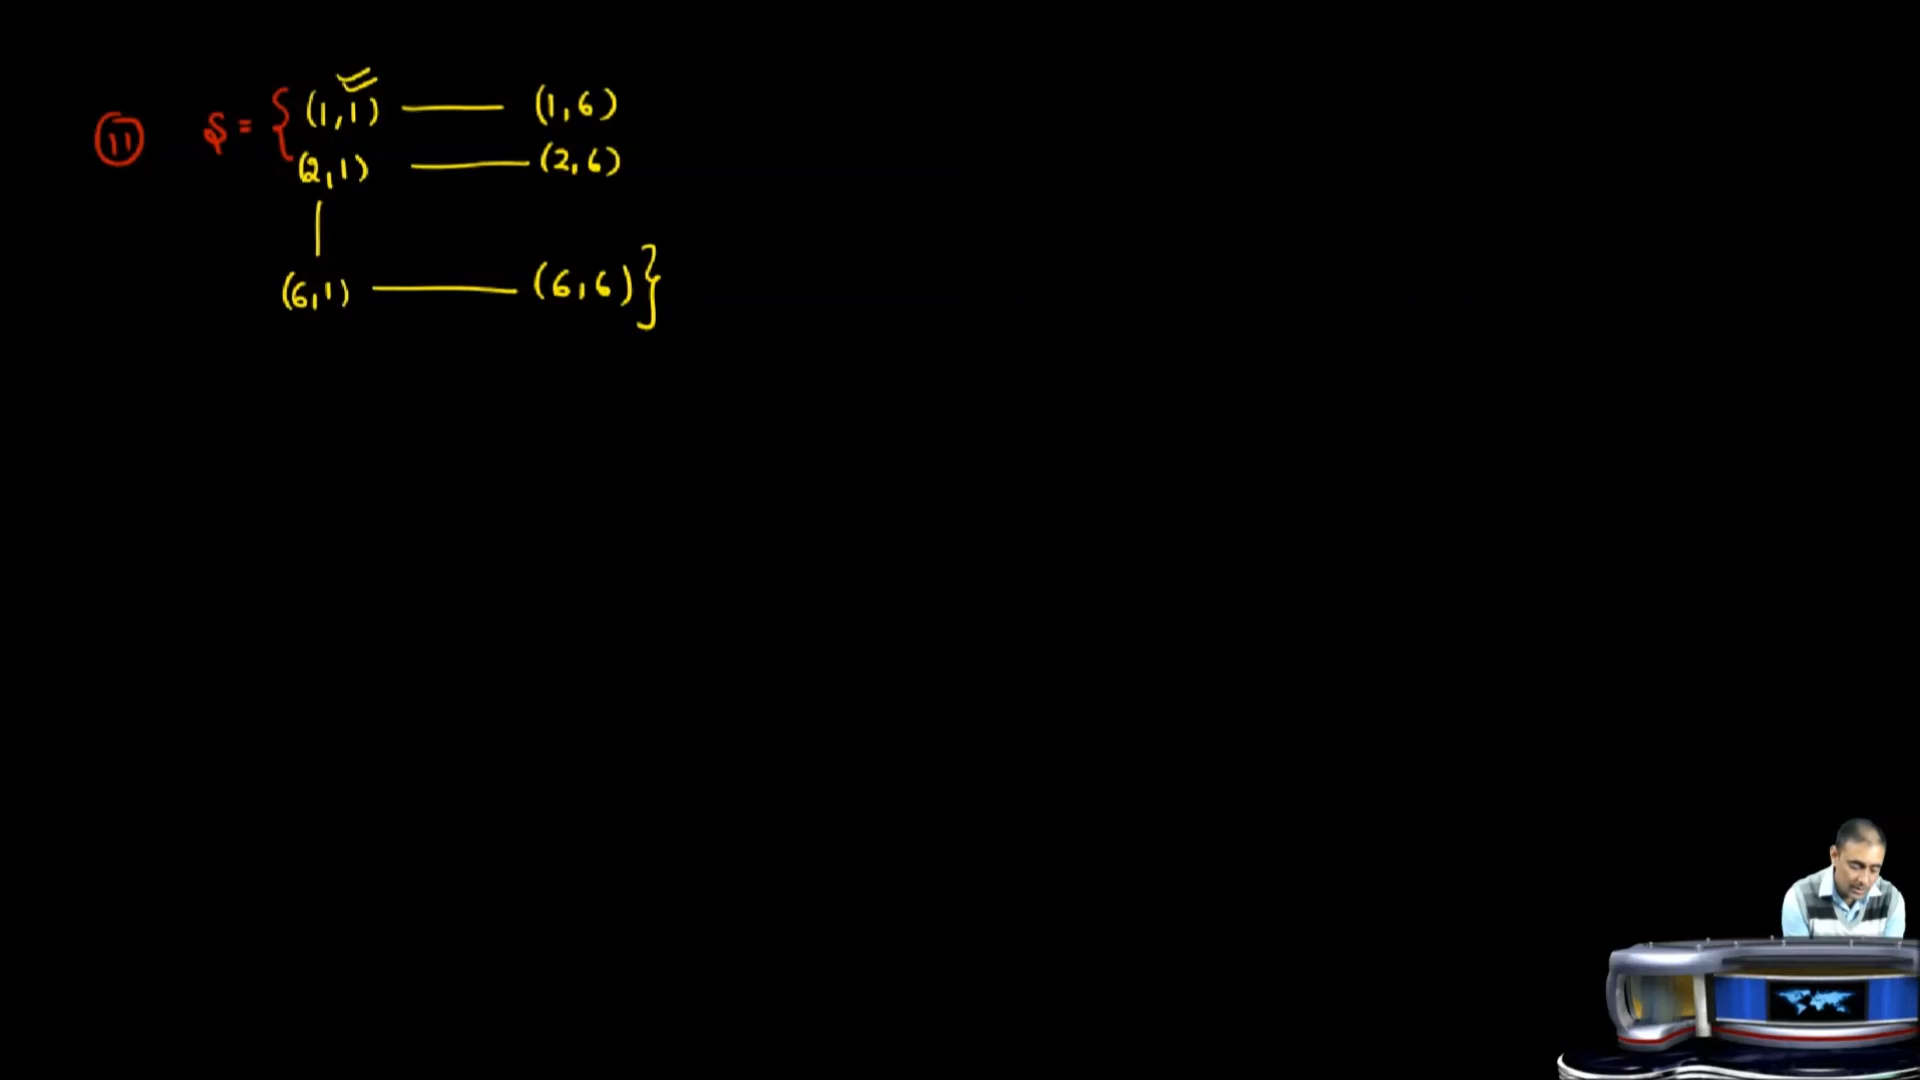 11 S = { (1,1) —— (1,6)
(2,1) —— (2,6)
|
(6,1) —— (6,6) }